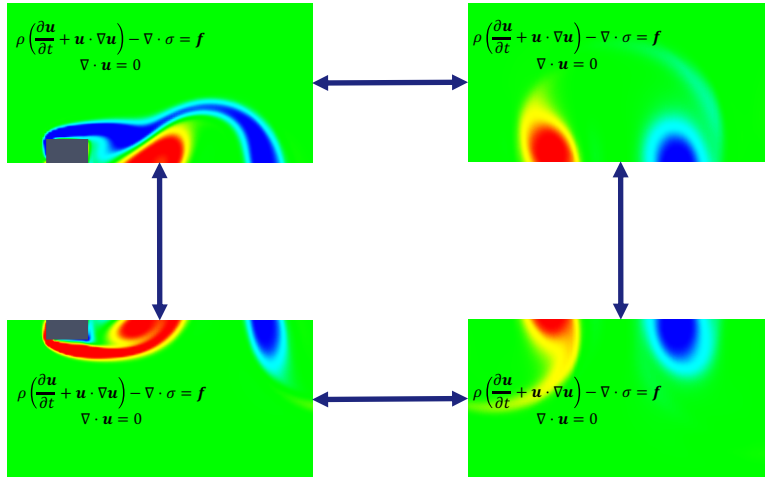 ρ(∂u/∂t + u · ∇u) − ∇ · σ = f
∇ · u = 0
ρ(∂u/∂t + u · ∇u) − ∇ · σ = f
∇ · u = 0
ρ(∂u/∂t + u · ∇u) − ∇ · σ = f
∇ · u = 0
ρ(∂u/∂t + u · ∇u) − ∇ · σ = f
∇ · u = 0